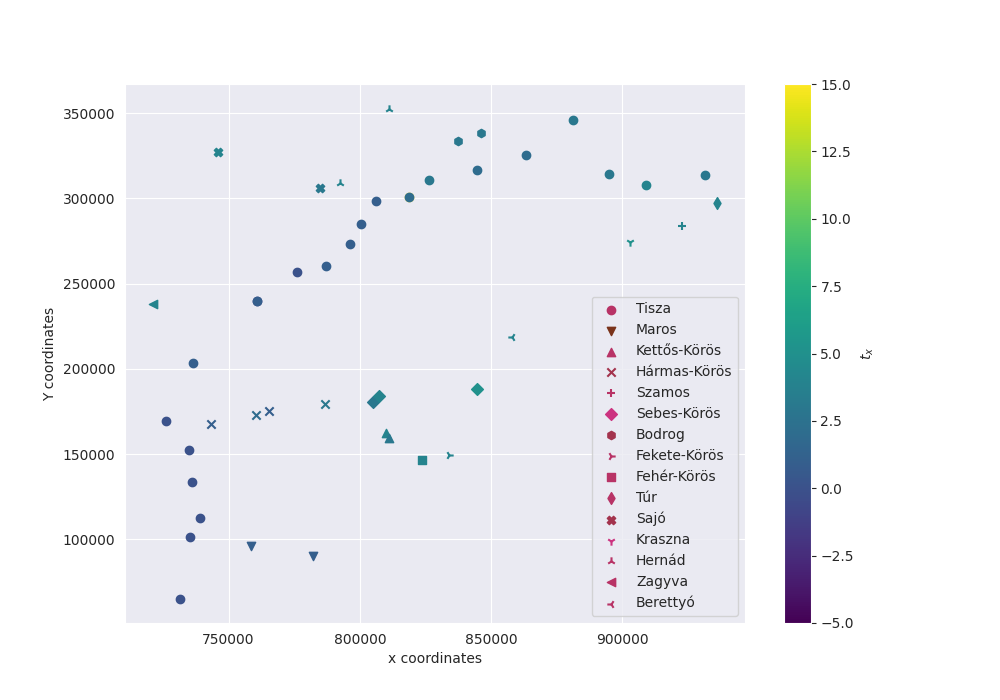 350000
300000
250000
200000
150000
100000
Y coordinates
750000
800000
850000
900000
x coordinates
Tisza
Maros
Kettős-Körös
Hármas-Körös
Szamos
Sebes-Körös
Bodrog
Fekete-Körös
Fehér-Körös
Túr
Sajó
Kraszna
Hernád
Zagyva
Berettyó
15.0
12.5
10.0
7.5
5.0
2.5
0.0
−2.5
−5.0
tₓ